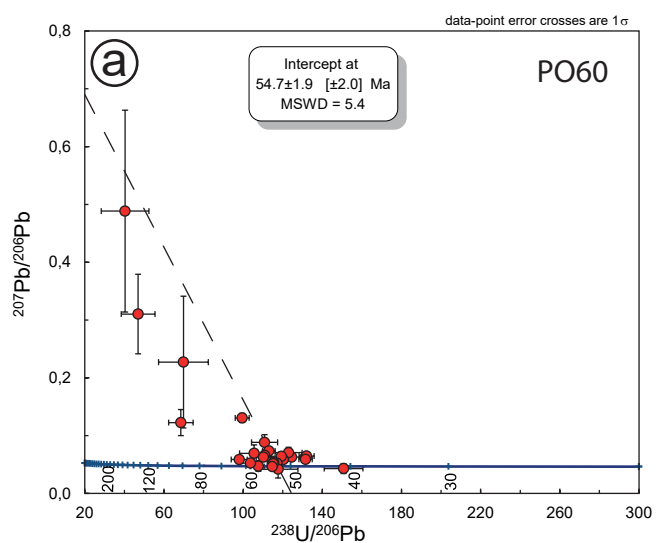 data-point error crosses are 1σ
0,8
a
Intercept at
54.7±1.9 [±2.0] Ma
MSWD = 5.4
PO60
0,6
207Pb/206Pb
0,4
0,2
0,0
200
120
80
60
50
40
30
20
60
100
140
180
220
260
300
238U/206Pb